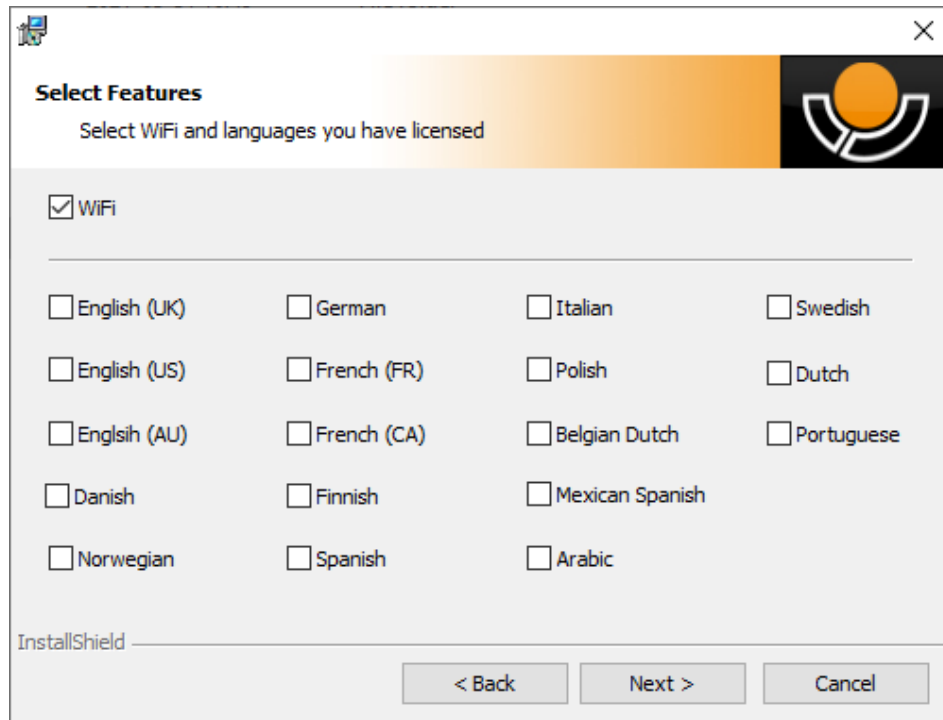 Select Features
Select WiFi and languages you have licensed
WiFi
English (UK) German Italian Swedish
English (US) French (FR) Polish Dutch
Englsih (AU) French (CA) Belgian Dutch Portuguese
Danish Finnish Mexican Spanish
Norwegian Spanish Arabic
InstallShield
< Back Next > Cancel